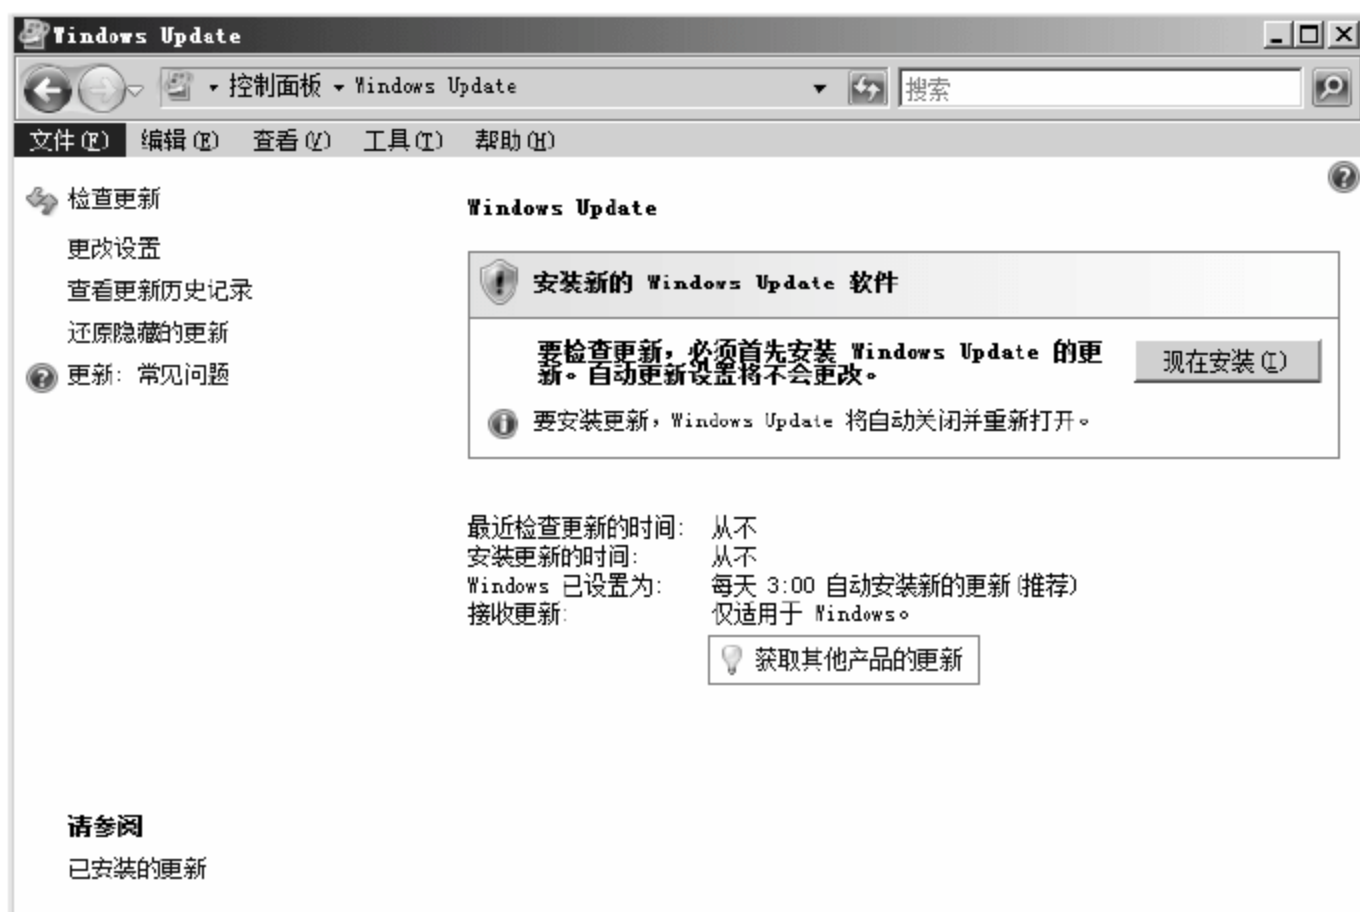 Windows Update
控制面板 Windows Update 搜索
文件(F) 编辑(E) 查看(V) 工具(T) 帮助(H)
检查更新
更改设置
查看更新历史记录
还原隐藏的更新
更新: 常见问题
Windows Update
安装新的 Windows Update 软件
要检查更新，必须首先安装 Windows Update 的更
新。自动更新设置将不会更改。
现在安装(I)
要安装更新，Windows Update 将自动关闭并重新打开。
最近检查更新的时间: 从不
安装更新的时间: 从不
Windows 已设置为: 每天 3:00 自动安装新的更新(推荐)
接收更新: 仅适用于 Windows。
获取其他产品的更新
请参阅
已安装的更新